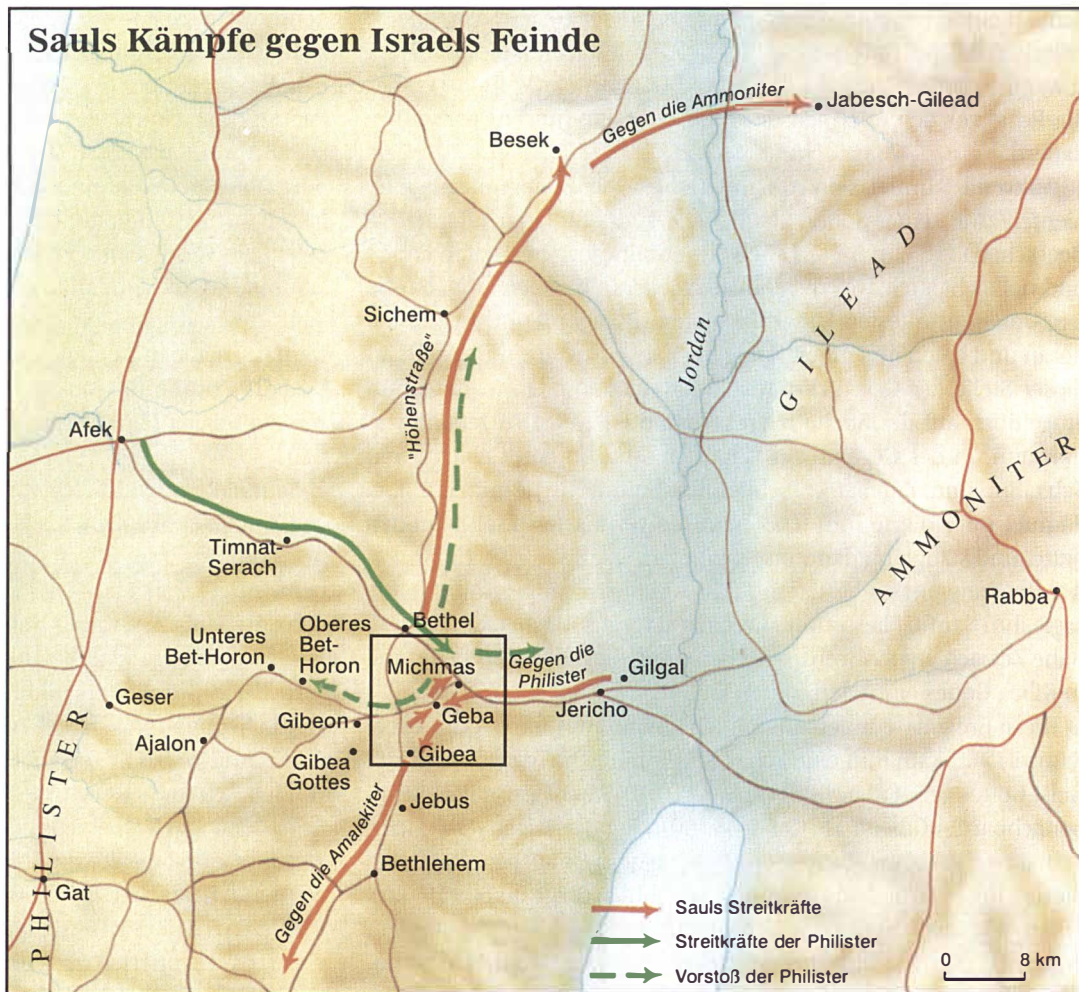 Sauls Kämpfe gegen Israels Feinde
Gegen die Ammoniter
Jabesch-Gilead
Besek
GILEAD
Sichem
Jordan
"Höhenstraße"
Afek
AMMONITER
Timnat-
Serach
Rabba
Bethel
Oberes
Bet-
Horon
Unteres
Bet-Horon
Michmas
Gegen die
Philister
Gilgal
Jericho
Geser
Geba
Gibeon
Ajalon
Gibea
Gibea
Gottes
PHILISTER
Jebus
Gegen die Amalekiter
Bethlehem
Gat
Sauls Streitkräfte
Streitkräfte der Philister
Vorstoß der Philister
0 8 km